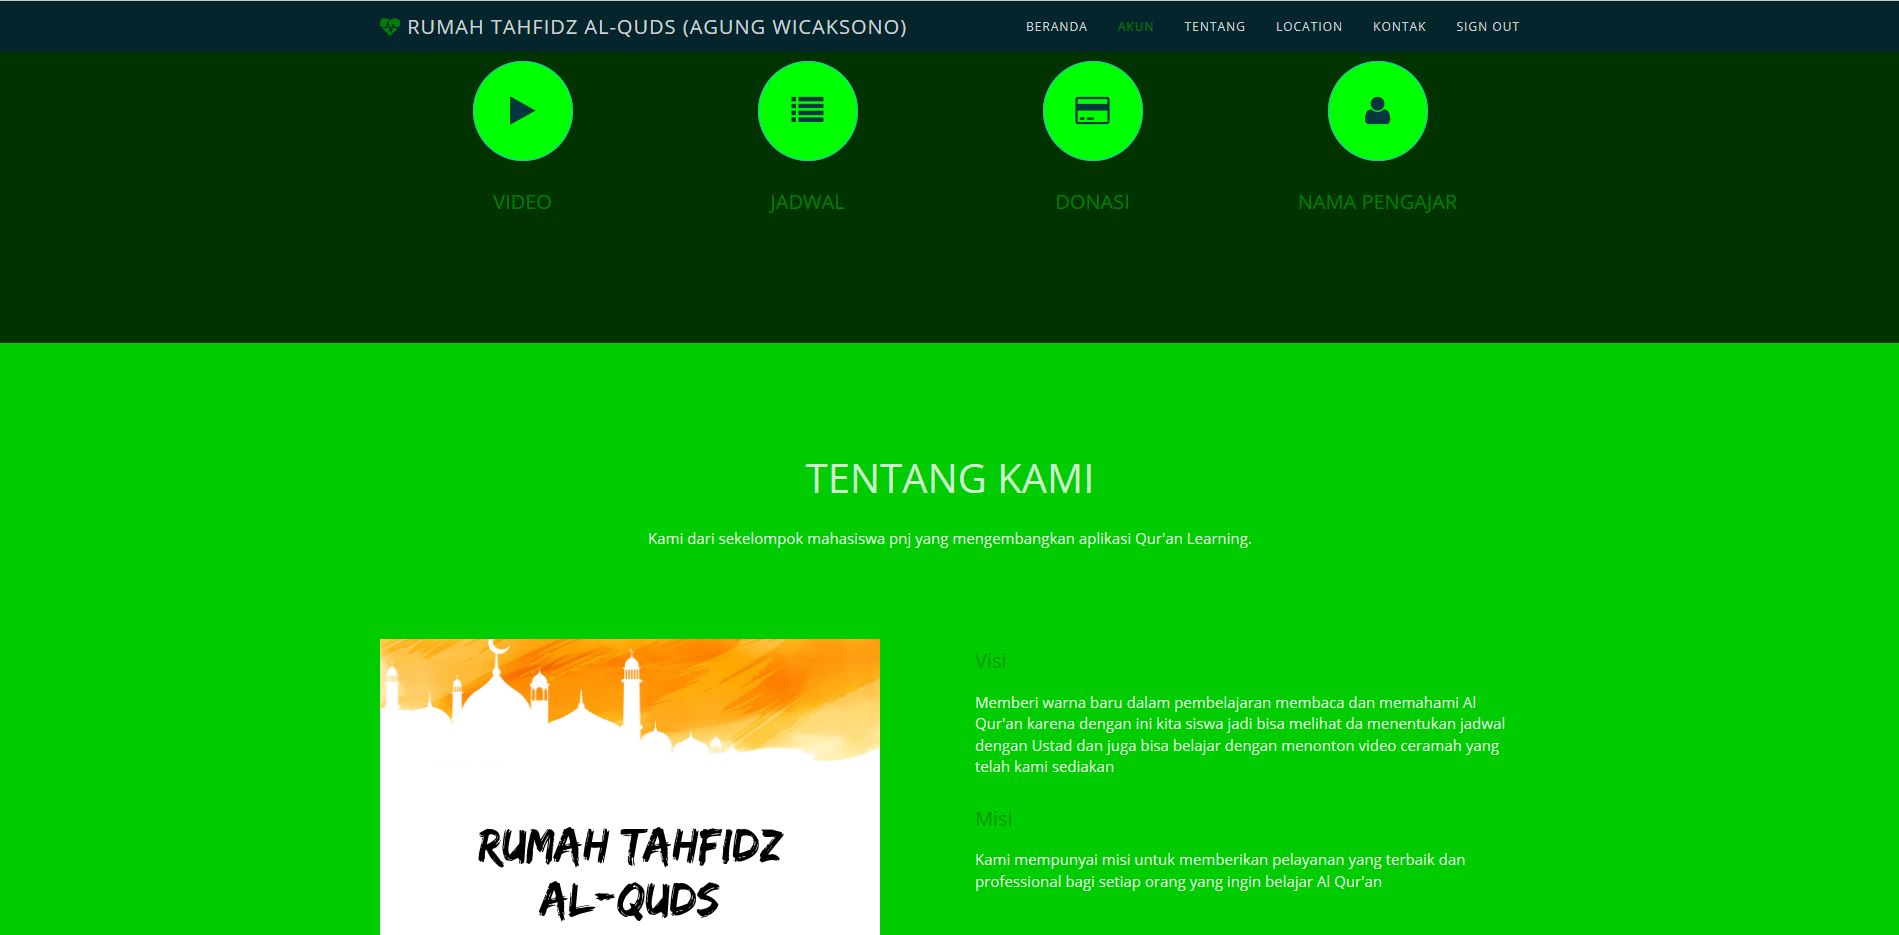 RUMAH TAHFIDZ AL-QUDS (AGUNG WICAKSONO)
BERANDA AKUN TENTANG LOCATION KONTAK SIGN OUT
VIDEO JADWAL DONASI NAMA PENGAJAR
TENTANG KAMI
Kami dari sekelompok mahasiswa pnj yang mengembangkan aplikasi Qur'an Learning.
RUMAH TAHFIDZ
AL-QUDS
Visi
Memberi warna baru dalam pembelajaran membaca dan memahami Al
Qur'an karena dengan ini kita siswa jadi bisa melihat da menentukan jadwal
dengan Ustad dan juga bisa belajar dengan menonton video ceramah yang
telah kami sediakan
Misi
Kami mempunyai misi untuk memberikan pelayanan yang terbaik dan
professional bagi setiap orang yang ingin belajar Al Qur'an